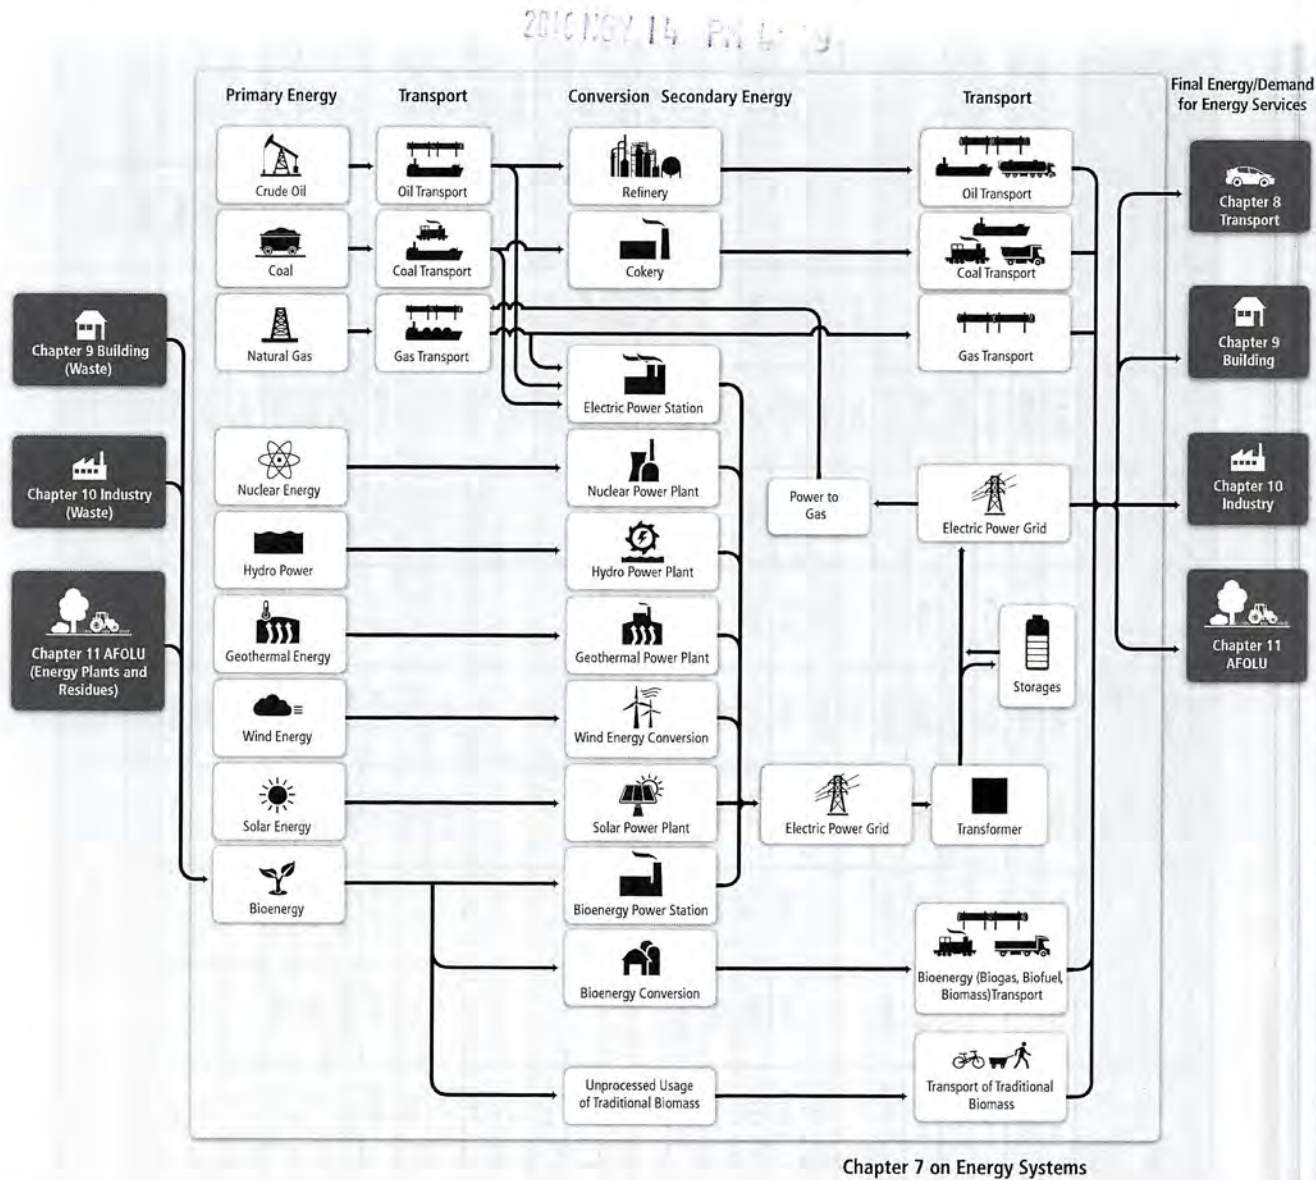 Primary Energy
Transport
Conversion
Secondary Energy
Transport
Final Energy/Demand
for Energy Services
Crude Oil
Oil Transport
Refinery
Oil Transport
Chapter 8
Transport
Coal
Coal Transport
Cokery
Coal Transport
Chapter 9 Building
(Waste)
Natural Gas
Gas Transport
Gas Transport
Chapter 9
Building
Electric Power Station
Chapter 10 Industry
(Waste)
Nuclear Energy
Nuclear Power Plant
Power to
Gas
Electric Power Grid
Chapter 10
Industry
Hydro Power
Hydro Power Plant
Chapter 11 AFOLU
(Energy Plants and
Residues)
Geothermal Energy
Geothermal Power Plant
Storages
Chapter 11
AFOLU
Wind Energy
Wind Energy Conversion
Solar Energy
Solar Power Plant
Electric Power Grid
Transformer
Bioenergy
Bioenergy Power Station
Bioenergy Conversion
Bioenergy (Biogas, Biofuel,
Biomass)Transport
Unprocessed Usage
of Traditional Biomass
Transport of Traditional
Biomass
Chapter 7 on Energy Systems